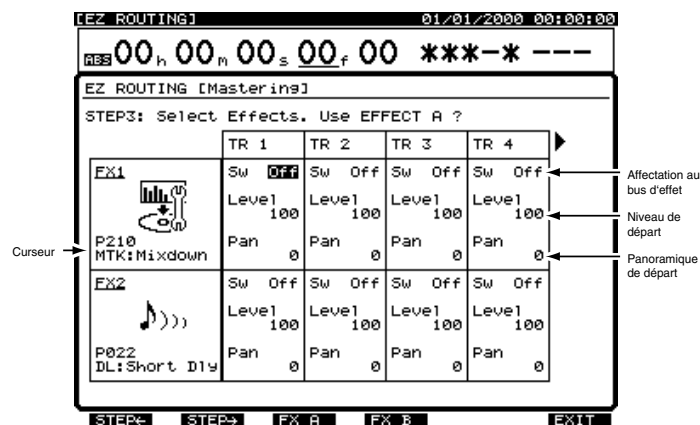 [EZ ROUTING] 01/01/2000 00:00:00
ABS 00h 00m 00s 00f 00 ***-* ---
EZ ROUTING [Mastering]
STEP3: Select Effects. Use EFFECT A ?
TR 1 TR 2 TR 3 TR 4
FX1 Sw Off Sw Off Sw Off Sw Off
Level Level Level Level
100 100 100 100
P210 Pan Pan Pan Pan
MTK:Mixdown 0 0 0 0
FX2 Sw Off Sw Off Sw Off Sw Off
Level Level Level Level
100 100 100 100
P022 Pan Pan Pan Pan
DL:Short Dly 0 0 0 0
STEP← STEP→ FX A FX B EXIT
Curseur
Affectation au
bus d'effet
Niveau de
départ
Panoramique
de départ